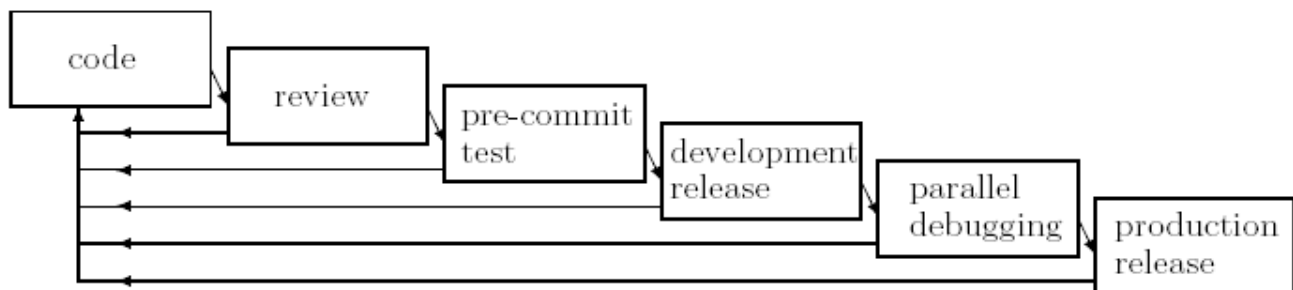 code
review
pre-commit
test
development
release
parallel
debugging
production
release